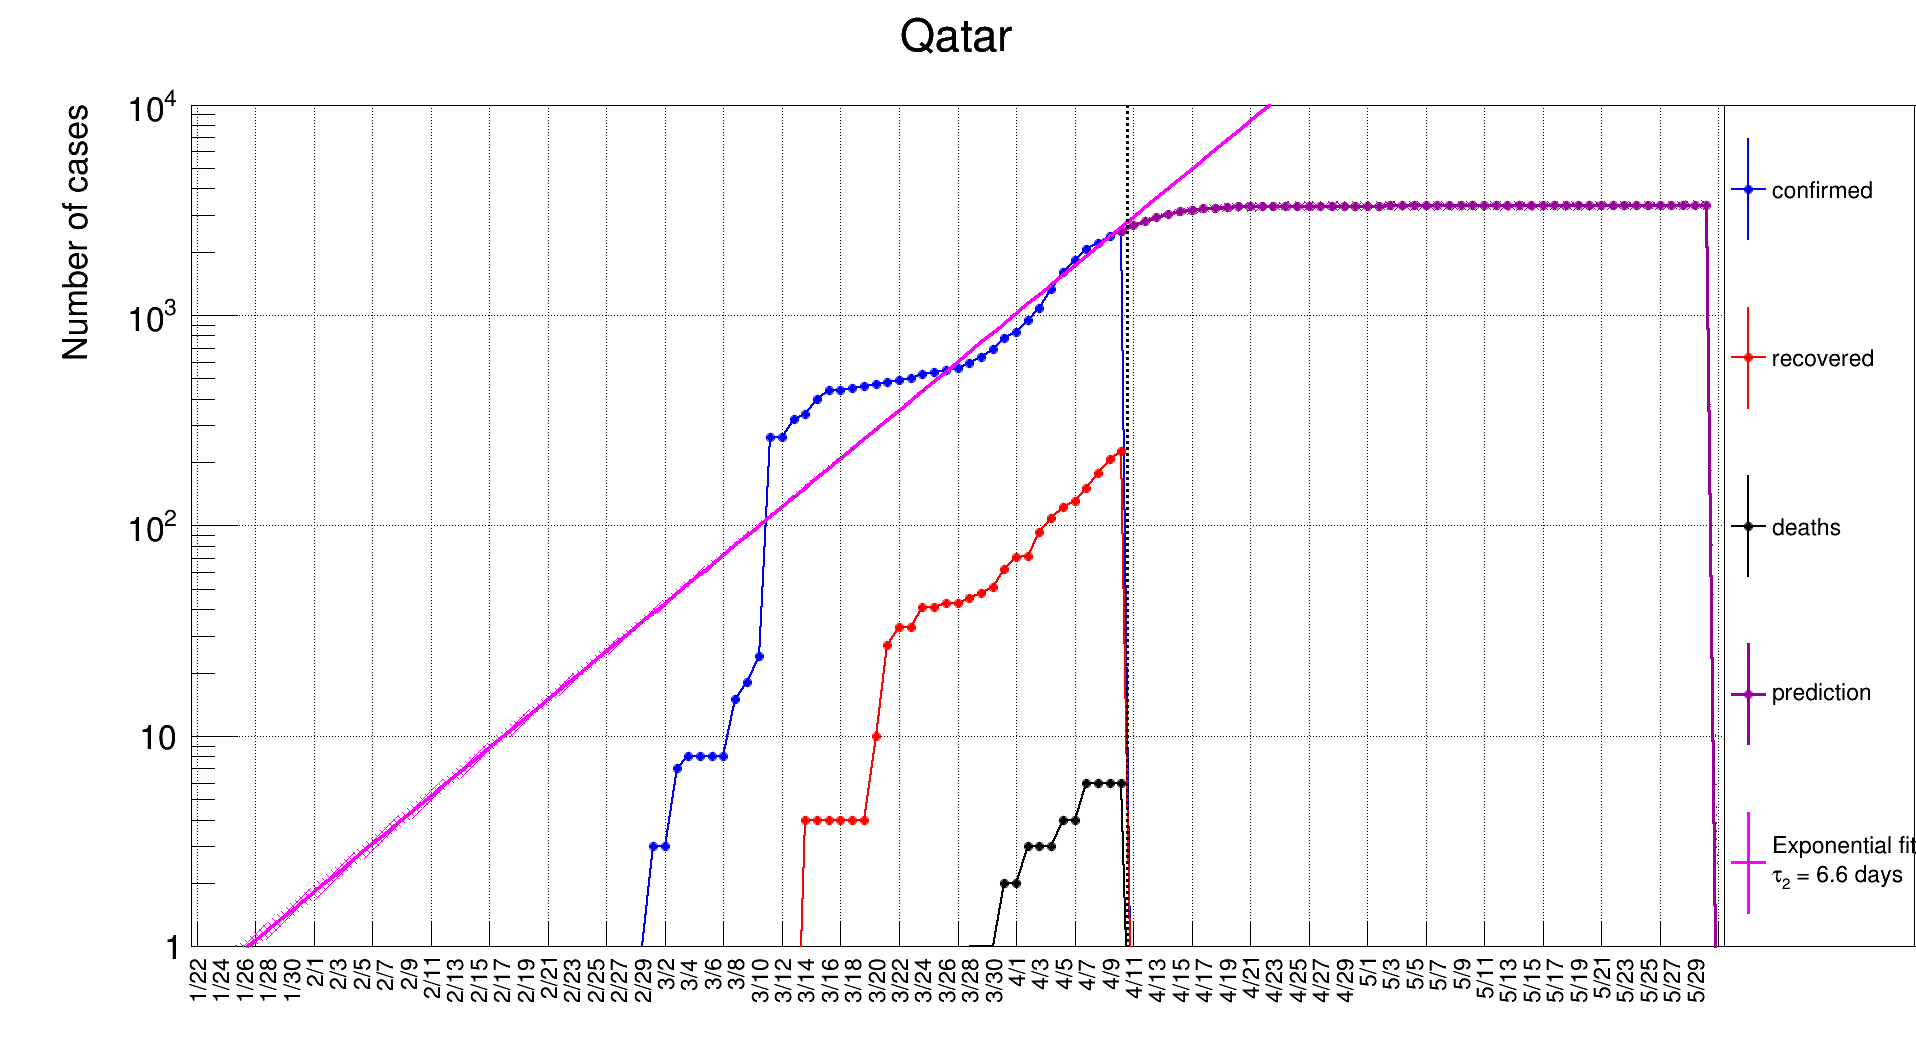 Qatar
Number of cases
10^4
10^3
10^2
10
1
1/22 1/24 1/26 1/28 1/30 2/1 2/3 2/5 2/7 2/9 2/11 2/13 2/15 2/17 2/19 2/21 2/23 2/25 2/27 2/29 3/2 3/4 3/6 3/8 3/10 3/12 3/14 3/16 3/18 3/20 3/22 3/24 3/26 3/28 3/30 4/1 4/3 4/5 4/7 4/9 4/11 4/13 4/15 4/17 4/19 4/21 4/23 4/25 4/27 4/29 5/1 5/3 5/5 5/7 5/9 5/11 5/13 5/15 5/17 5/19 5/21 5/23 5/25 5/27 5/29
confirmed
recovered
deaths
prediction
Exponential fit
τ₂ = 6.6 days